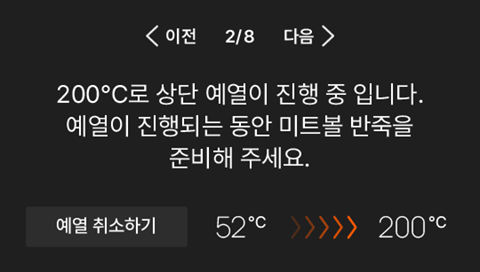 이전 2/8 다음
200°C로 상단 예열이 진행 중 입니다.
예열이 진행되는 동안 미트볼 반죽을
준비해 주세요.
예열 취소하기 52°C 200°C